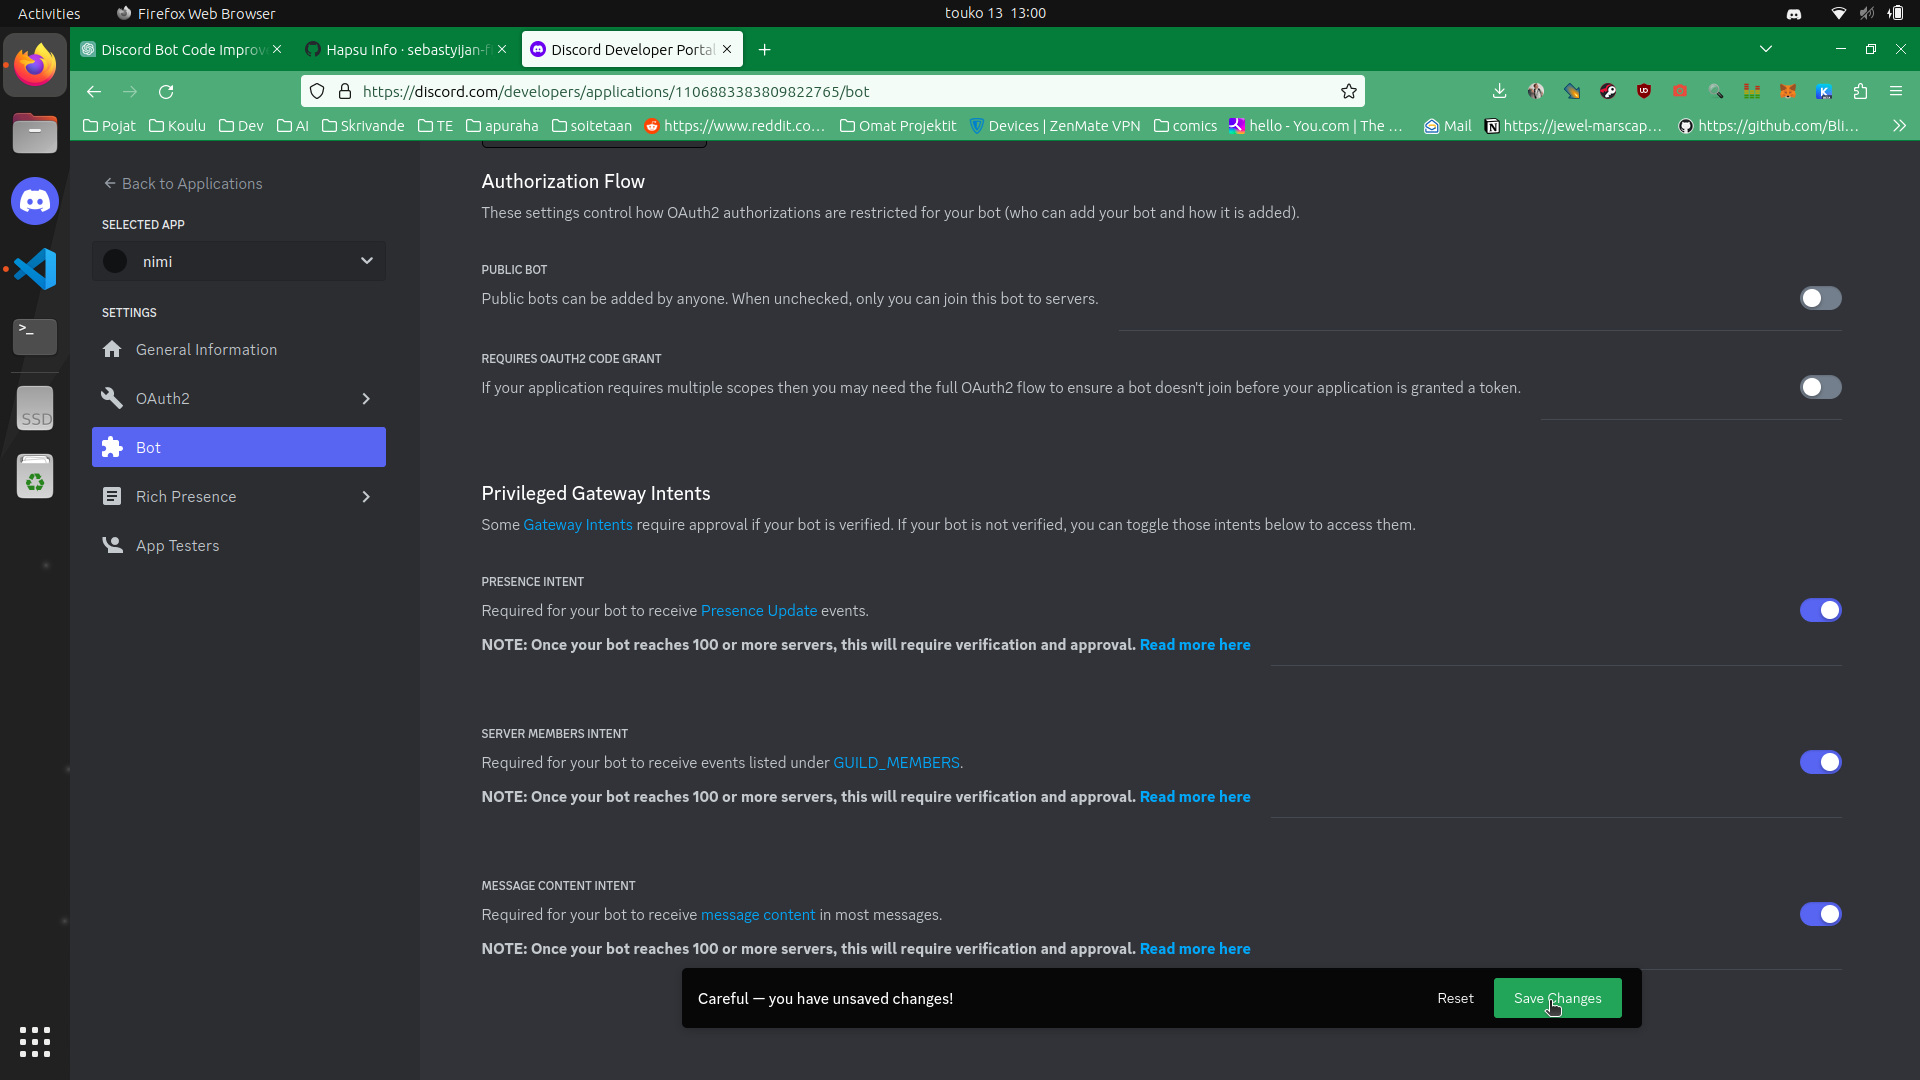 Activities
Firefox Web Browser
touko 13 13:00
Discord Bot Code Improv
Hapsu Info · sebastyijan-f
Discord Developer Portal
https://discord.com/developers/applications/1106883383809822765/bot
Pojat
Koulu
Dev
AI
Skrivande
TE
apuraha
soitetaan
https://www.reddit.co…
Omat Projektit
Devices | ZenMate VPN
comics
hello - You.com | The …
Mail
https://jewel-marscap…
https://github.com/Bli…
Back to Applications
SELECTED APP
nimi
SETTINGS
General Information
OAuth2
Bot
Rich Presence
App Testers
SSD
Authorization Flow
These settings control how OAuth2 authorizations are restricted for your bot (who can add your bot and how it is added).
PUBLIC BOT
Public bots can be added by anyone. When unchecked, only you can join this bot to servers.
REQUIRES OAUTH2 CODE GRANT
If your application requires multiple scopes then you may need the full OAuth2 flow to ensure a bot doesn't join before your application is granted a token.
Privileged Gateway Intents
Some Gateway Intents require approval if your bot is verified. If your bot is not verified, you can toggle those intents below to access them.
PRESENCE INTENT
Required for your bot to receive Presence Update events.
NOTE: Once your bot reaches 100 or more servers, this will require verification and approval. Read more here
SERVER MEMBERS INTENT
Required for your bot to receive events listed under GUILD_MEMBERS.
NOTE: Once your bot reaches 100 or more servers, this will require verification and approval. Read more here
MESSAGE CONTENT INTENT
Required for your bot to receive message content in most messages.
NOTE: Once your bot reaches 100 or more servers, this will require verification and approval. Read more here
Careful — you have unsaved changes!
Reset
Save Changes